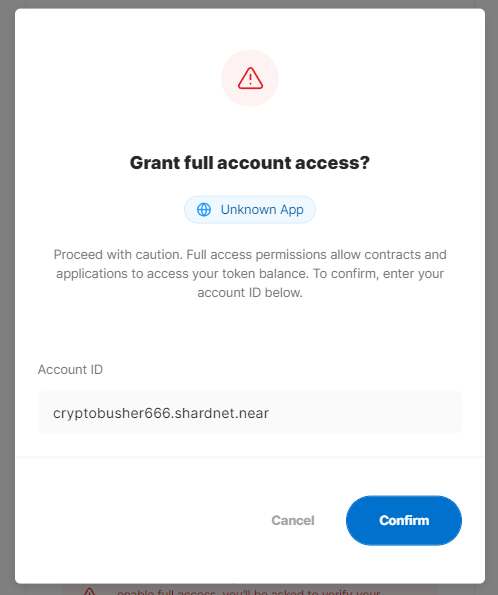 Grant full account access?
Unknown App
Proceed with caution. Full access permissions allow contracts and
applications to access your token balance. To confirm, enter your
account ID below.
Account ID
cryptobusher666.shardnet.near
Cancel
Confirm
enable full access, you'll be asked to verify your